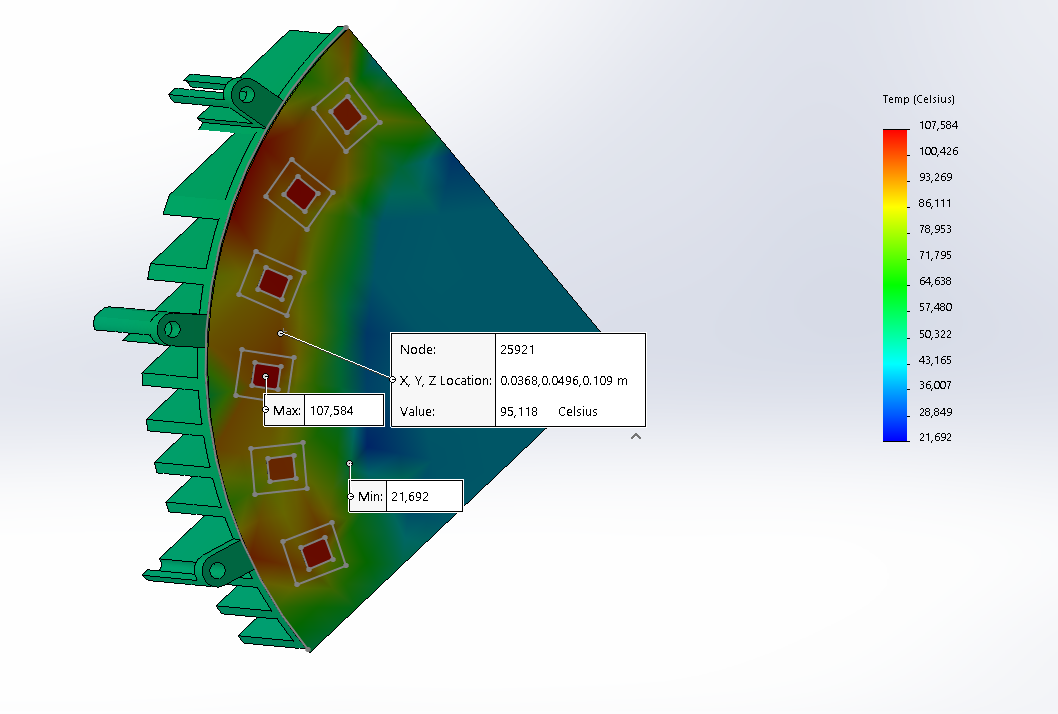 Temp (Celsius)
107,584
100,426
93,269
86,111
78,953
71,795
64,638
57,480
50,322
43,165
36,007
28,849
21,692
Node: 25921
X, Y, Z Location: 0.0368,0.0496,0.109 m
Value: 95,118 Celsius
Max: 107,584
Min: 21,692